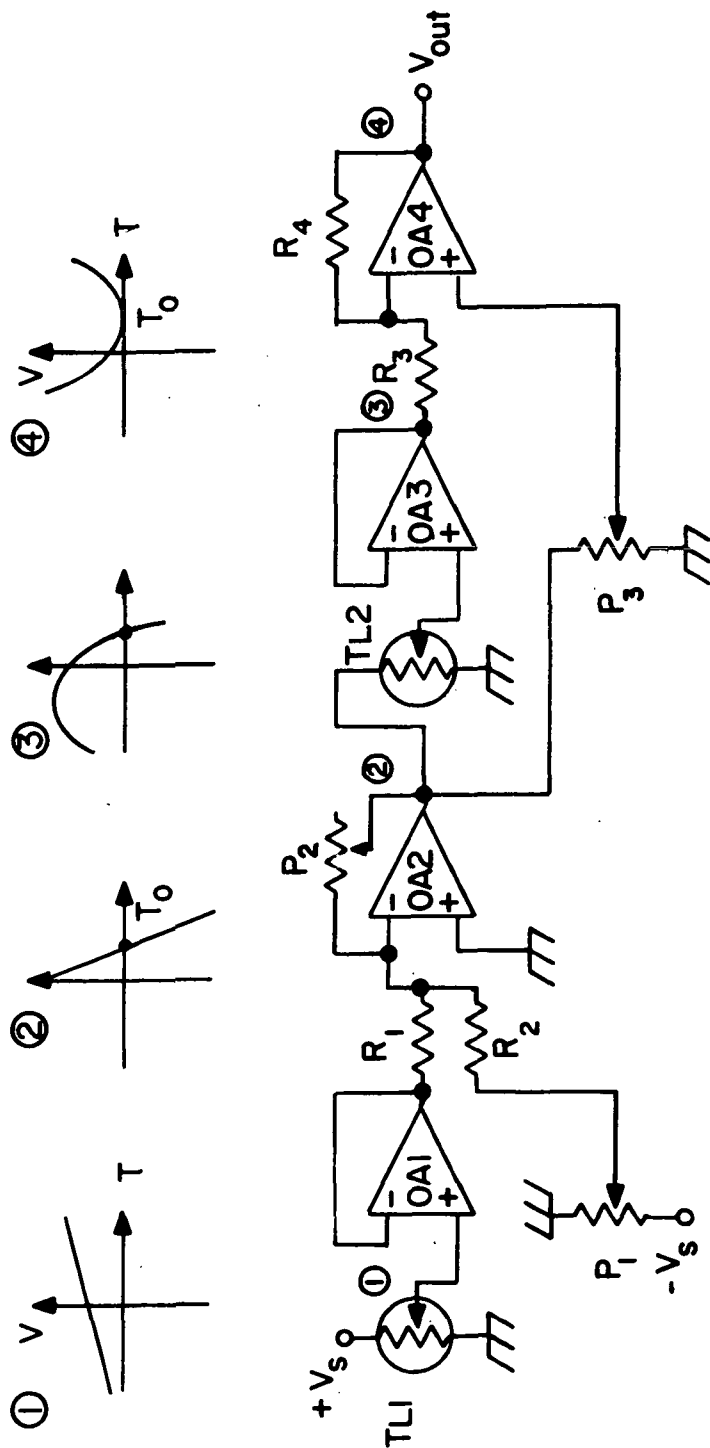 ①
V
T
②
T₀
③
④
V
T
T₀
+Vₛ
TL1
①
-
OA1
+
P₁
-Vₛ
R₁
R₂
P₂
-
OA2
+
②
TL2
-
OA3
+
③
R₃
R₄
-
OA4
+
④
Vout
P₃